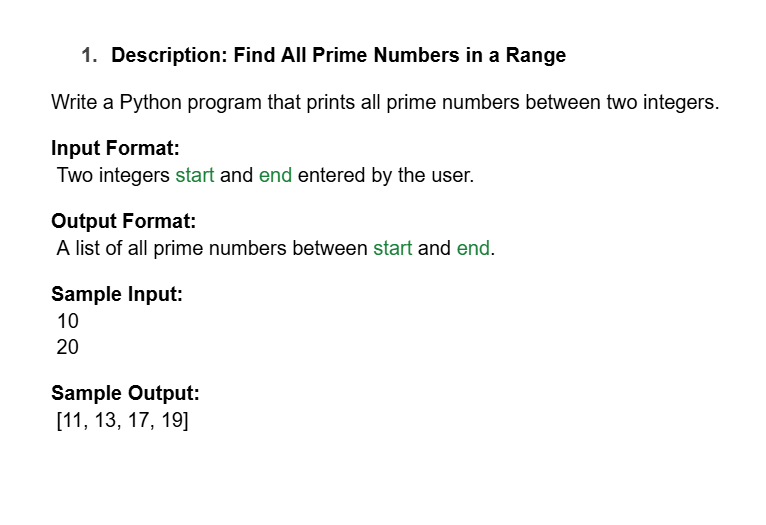 1. Description: Find All Prime Numbers in a Range
Write a Python program that prints all prime numbers between two integers.
Input Format:
Two integers start and end entered by the user.
Output Format:
A list of all prime numbers between start and end.
Sample Input:
10
20
Sample Output:
[11, 13, 17, 19]